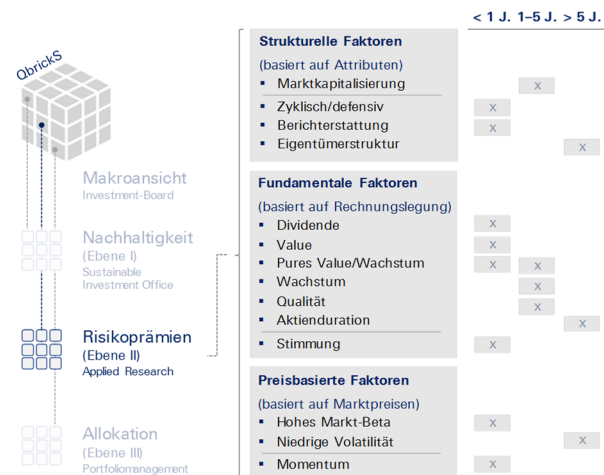 QbrickS
Makroansicht
Investment-Board
Nachhaltigkeit
(Ebene I)
Sustainable
Investment Office
Risikoprämien
(Ebene II)
Applied Research
Allokation
(Ebene III)
Portfoliomanagement
< 1 J. 1–5 J. > 5 J.
Strukturelle Faktoren
(basiert auf Attributen)
▪ Marktkapitalisierung x
▪ Zyklisch/defensiv x
▪ Berichterstattung x
▪ Eigentümerstruktur x
Fundamentale Faktoren
(basiert auf Rechnungslegung)
▪ Dividende x
▪ Value x
▪ Pures Value/Wachstum x x
▪ Wachstum x
▪ Qualität x
▪ Aktienduration x
▪ Stimmung x
Preisbasierte Faktoren
(basiert auf Marktpreisen)
▪ Hohes Markt-Beta x
▪ Niedrige Volatilität x
▪ Momentum x